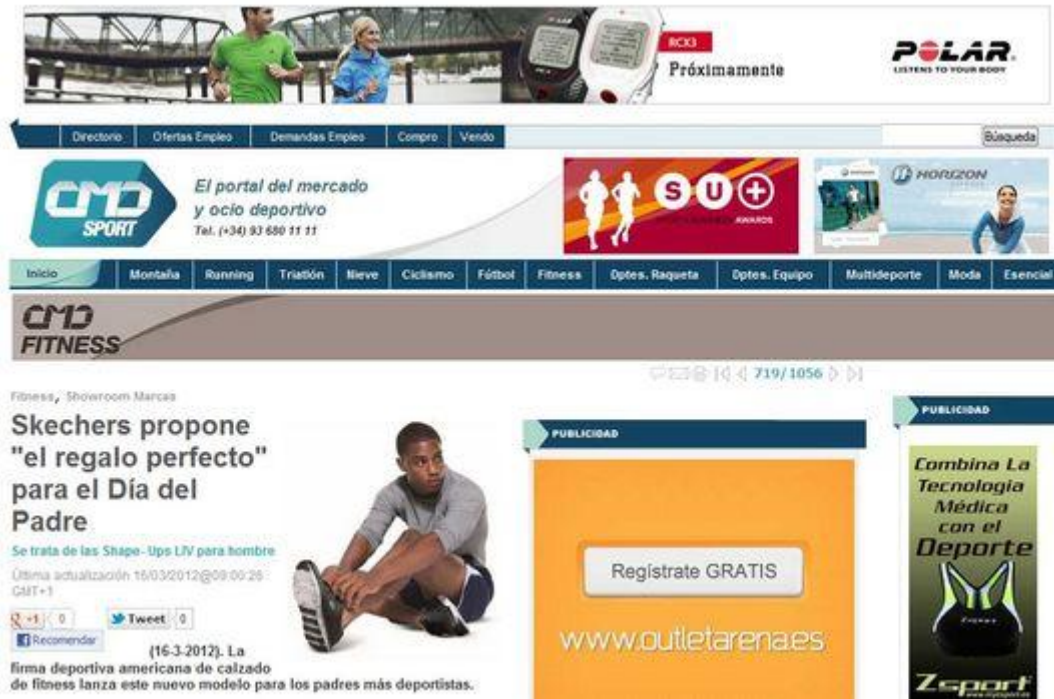 RCX3
Próximamente
POLAR
LISTENS TO YOUR BODY
Directorio Ofertas Empleo Demandas Empleo Compro Vendo Búsqueda
CMD
SPORT
El portal del mercado
y ocio deportivo
Tel. (+34) 93 680 11 11
SU+
AWARDS
HORIZON
Inicio Montaña Running Triatlón Nieve Ciclismo Fútbol Fitness Dptes. Raqueta Dptes. Equipo Multideporte Moda Esencial
CMD
FITNESS
719/1056
Fitness, Showroom Marcas
Skechers propone
"el regalo perfecto"
para el Día del
Padre
Se trata de las Shape-Ups LIV para hombre
Última actualización 16/03/2012@09:00:26
GMT+1
+1 0 Tweet 0
Recomendar
(16-3-2012). La
firma deportiva americana de calzado
de fitness lanza este nuevo modelo para los padres más deportistas.
PUBLICIDAD
Regístrate GRATIS
www.outletarena.es
PUBLICIDAD
Combina La
Tecnología
Médica
con el
Deporte
Zsport